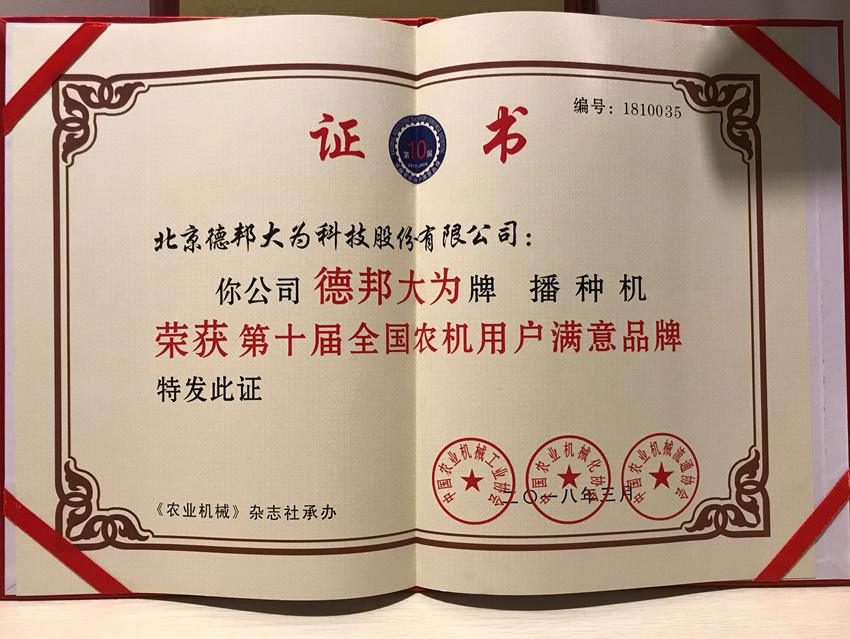 编号：1810035
证 书
第10届
北京德邦大为科技股份有限公司：
你公司 德邦大为牌 播种机
荣获 第十届全国农机用户满意品牌
特发此证
中国农业机械工业协会
中国农业机械化协会
中国农业机械流通协会
二〇一八年三月
《农业机械》杂志社承办